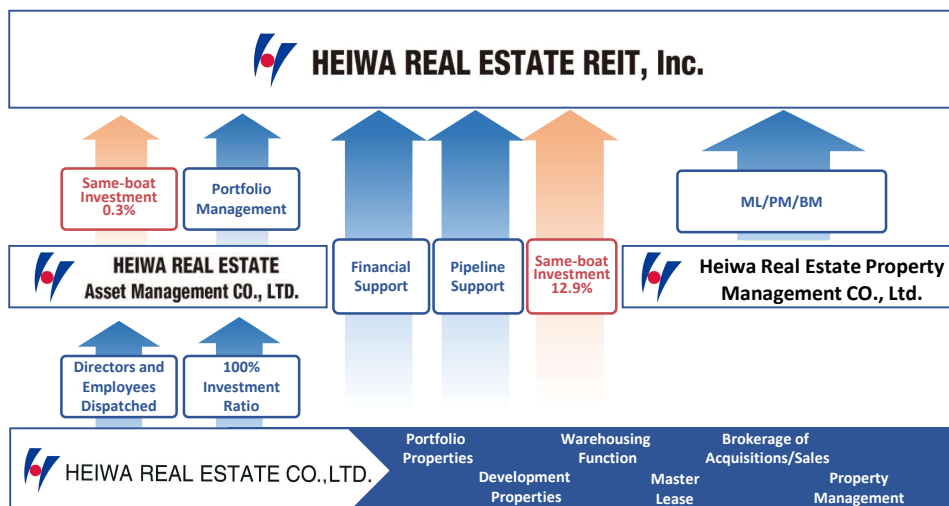 HEIWA REAL ESTATE REIT, Inc.
Same-boat
Investment
0.3%
Portfolio
Management
ML/PM/BM
HEIWA REAL ESTATE
Asset Management CO., LTD.
Financial
Support
Pipeline
Support
Same-boat
Investment
12.9%
Heiwa Real Estate Property
Management CO., Ltd.
Directors and
Employees
Dispatched
100%
Investment
Ratio
HEIWA REAL ESTATE CO.,LTD.
Portfolio
Properties
Development
Properties
Warehousing
Function
Master
Lease
Brokerage of
Acquisitions/Sales
Property
Management